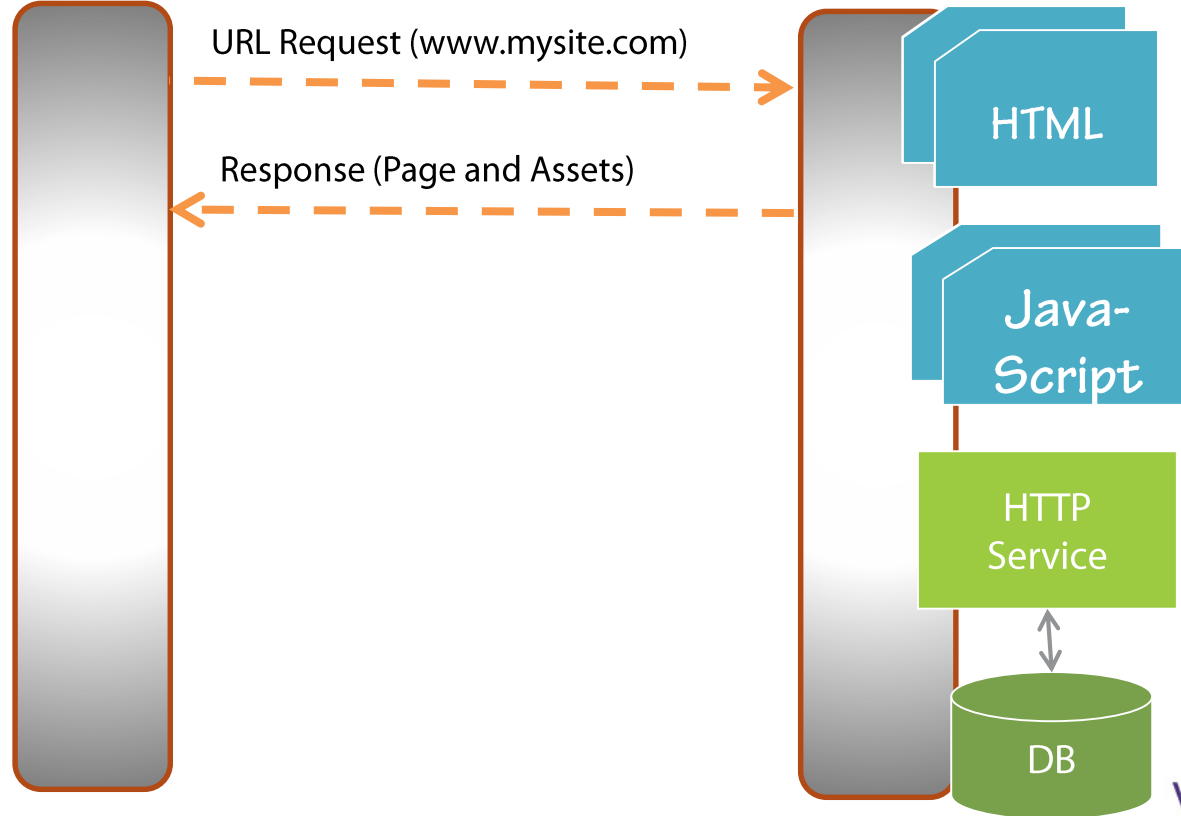 URL Request (www.mysite.com)
Response (Page and Assets)
HTML
Java-
Script
HTTP
Service
DB